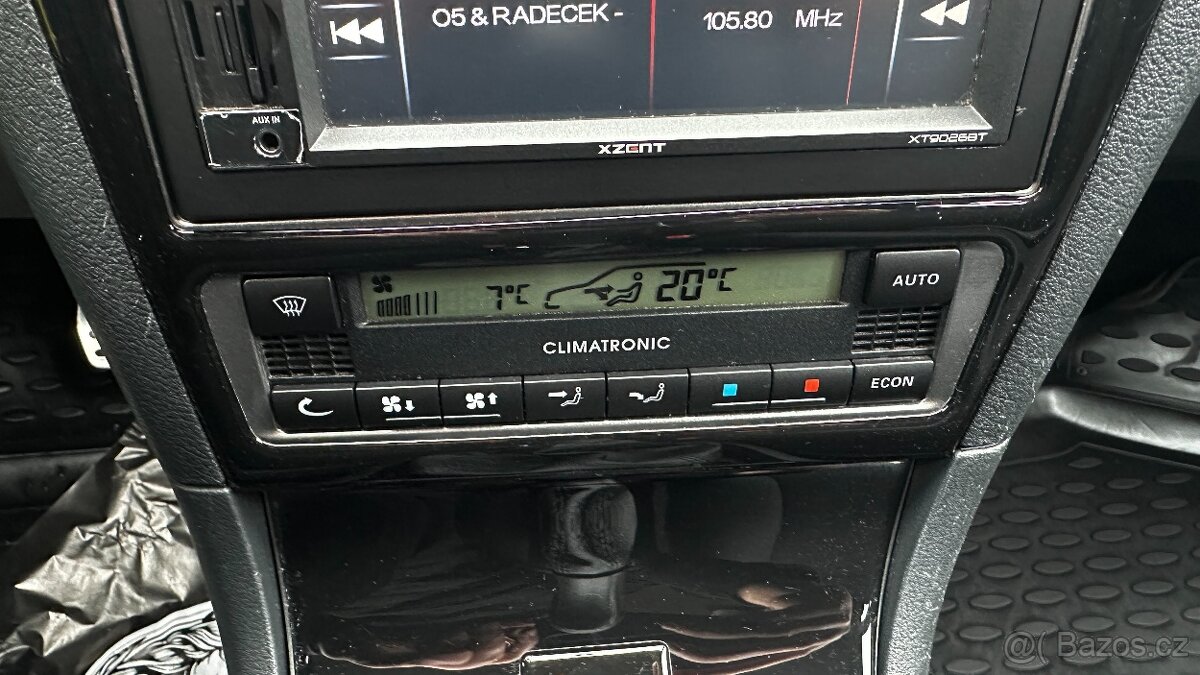 O5 & RADECEK -
105.80 MHz
AUX IN
XZENT
XT9026BT
7°C
20°C
AUTO
CLIMATRONIC
ECON
Bazos.cz